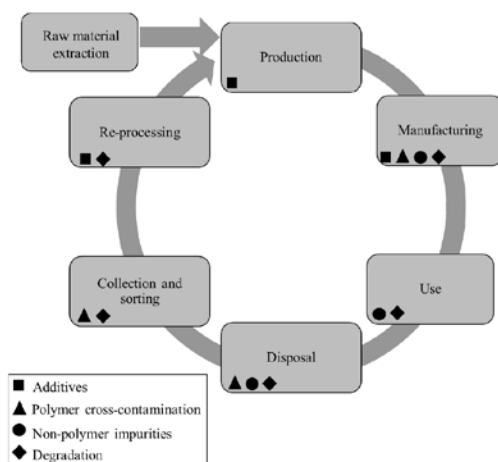 Raw material
extraction
Production
Manufacturing
Use
Disposal
Collection and
sorting
Re-processing
Additives
Polymer cross-contamination
Non-polymer impurities
Degradation